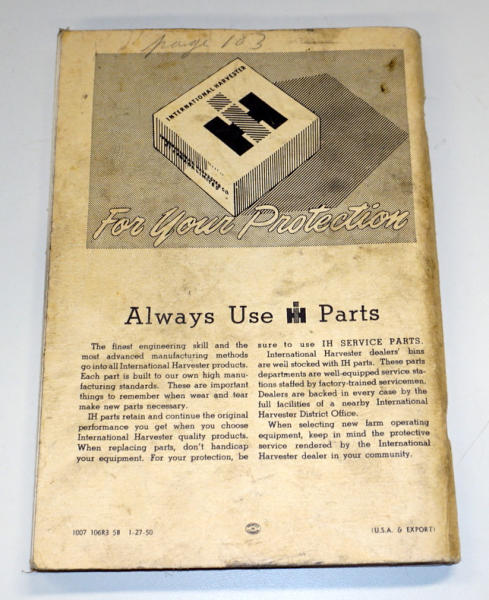 page 103
INTERNATIONAL HARVESTER
IH
For Your Protection
Always Use IH Parts
The finest engineering skill and the
most advanced manufacturing methods
go into all International Harvester products.
Each part is built to our own high manu-
facturing standards. These are important
things to remember when wear and tear
make new parts necessary.
IH parts retain and continue the original
performance you get when you choose
International Harvester quality products.
When replacing parts, don't handicap
your equipment. For your protection, be
sure to use IH SERVICE PARTS.
International Harvester dealers' bins
are well stocked with IH parts. These parts
departments are well-equipped service sta-
tions staffed by factory-trained servicemen.
Dealers are backed in every case by the
full facilities of a nearby International
Harvester District Office.
When selecting new farm operating
equipment, keep in mind the protective
service rendered by the International
Harvester dealer in your community.
1007 106R3 5B 1-27-50
(U.S.A. & EXPORT)